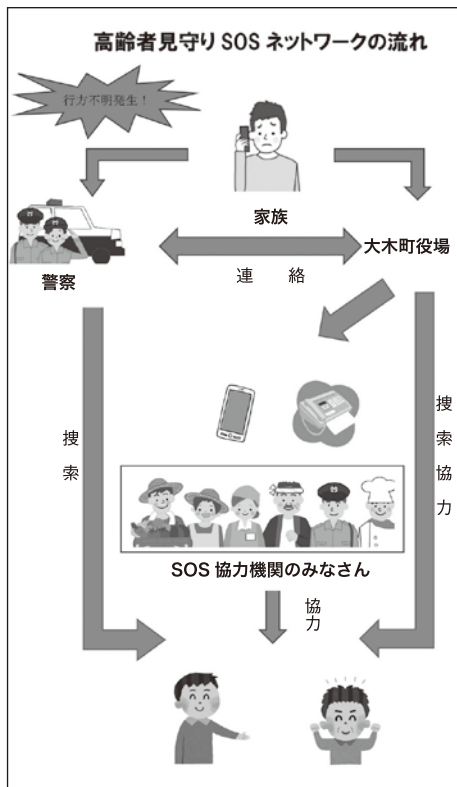 高齢者見守りSOSネットワークの流れ
行方不明発生！
家族
警察
大木町役場
連絡
捜索
捜索協力
SOS協力機関のみなさん
協力